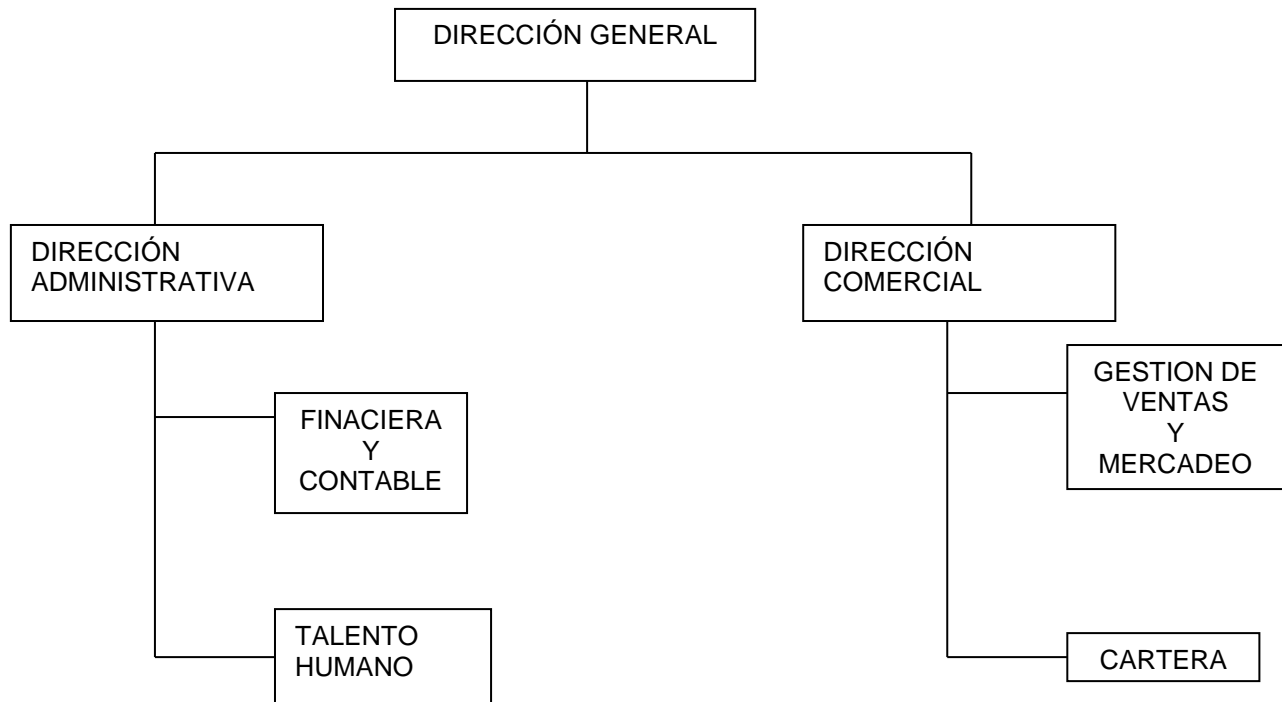 DIRECCIÓN GENERAL
DIRECCIÓN
ADMINISTRATIVA
DIRECCIÓN
COMERCIAL
GESTION DE
VENTAS
Y
MERCADEO
FINACIERA
Y
CONTABLE
TALENTO
HUMANO
CARTERA